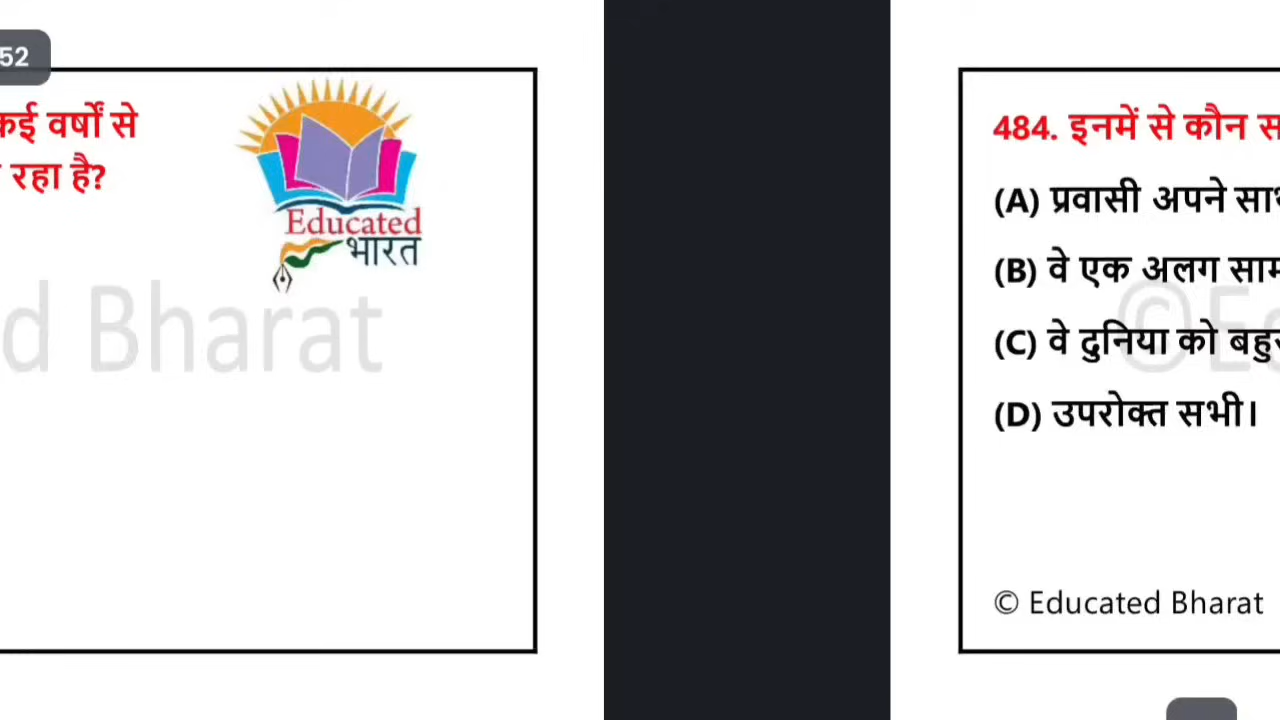 52
कई वर्षों से
रहा है?
Educated
भारत
d Bharat
484. इनमें से कौन
(A) प्रवासी अपने
(B) वे एक अलग
(C) वे दुनिया को
(D) उपरोक्त सभी।
© Educated Bharat